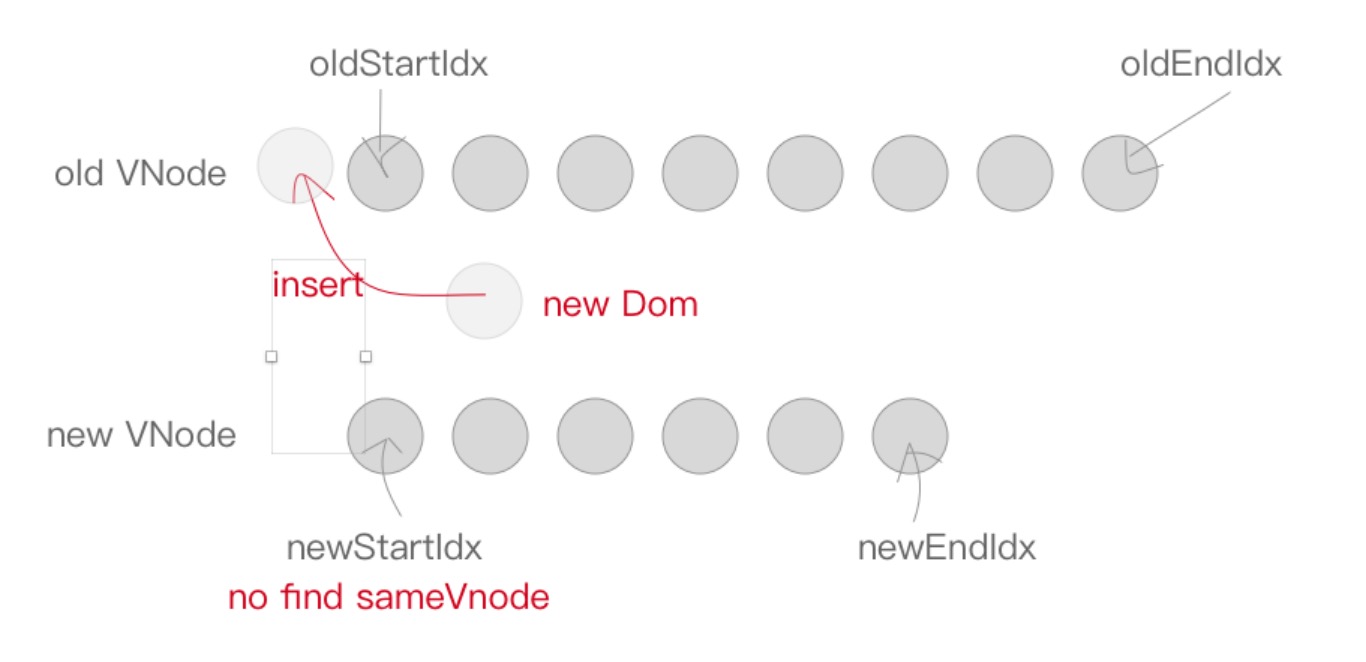 oldStartIdx
oldEndIdx
old VNode
insert
new Dom
new VNode
newStartIdx
newEndIdx
no find sameVnode